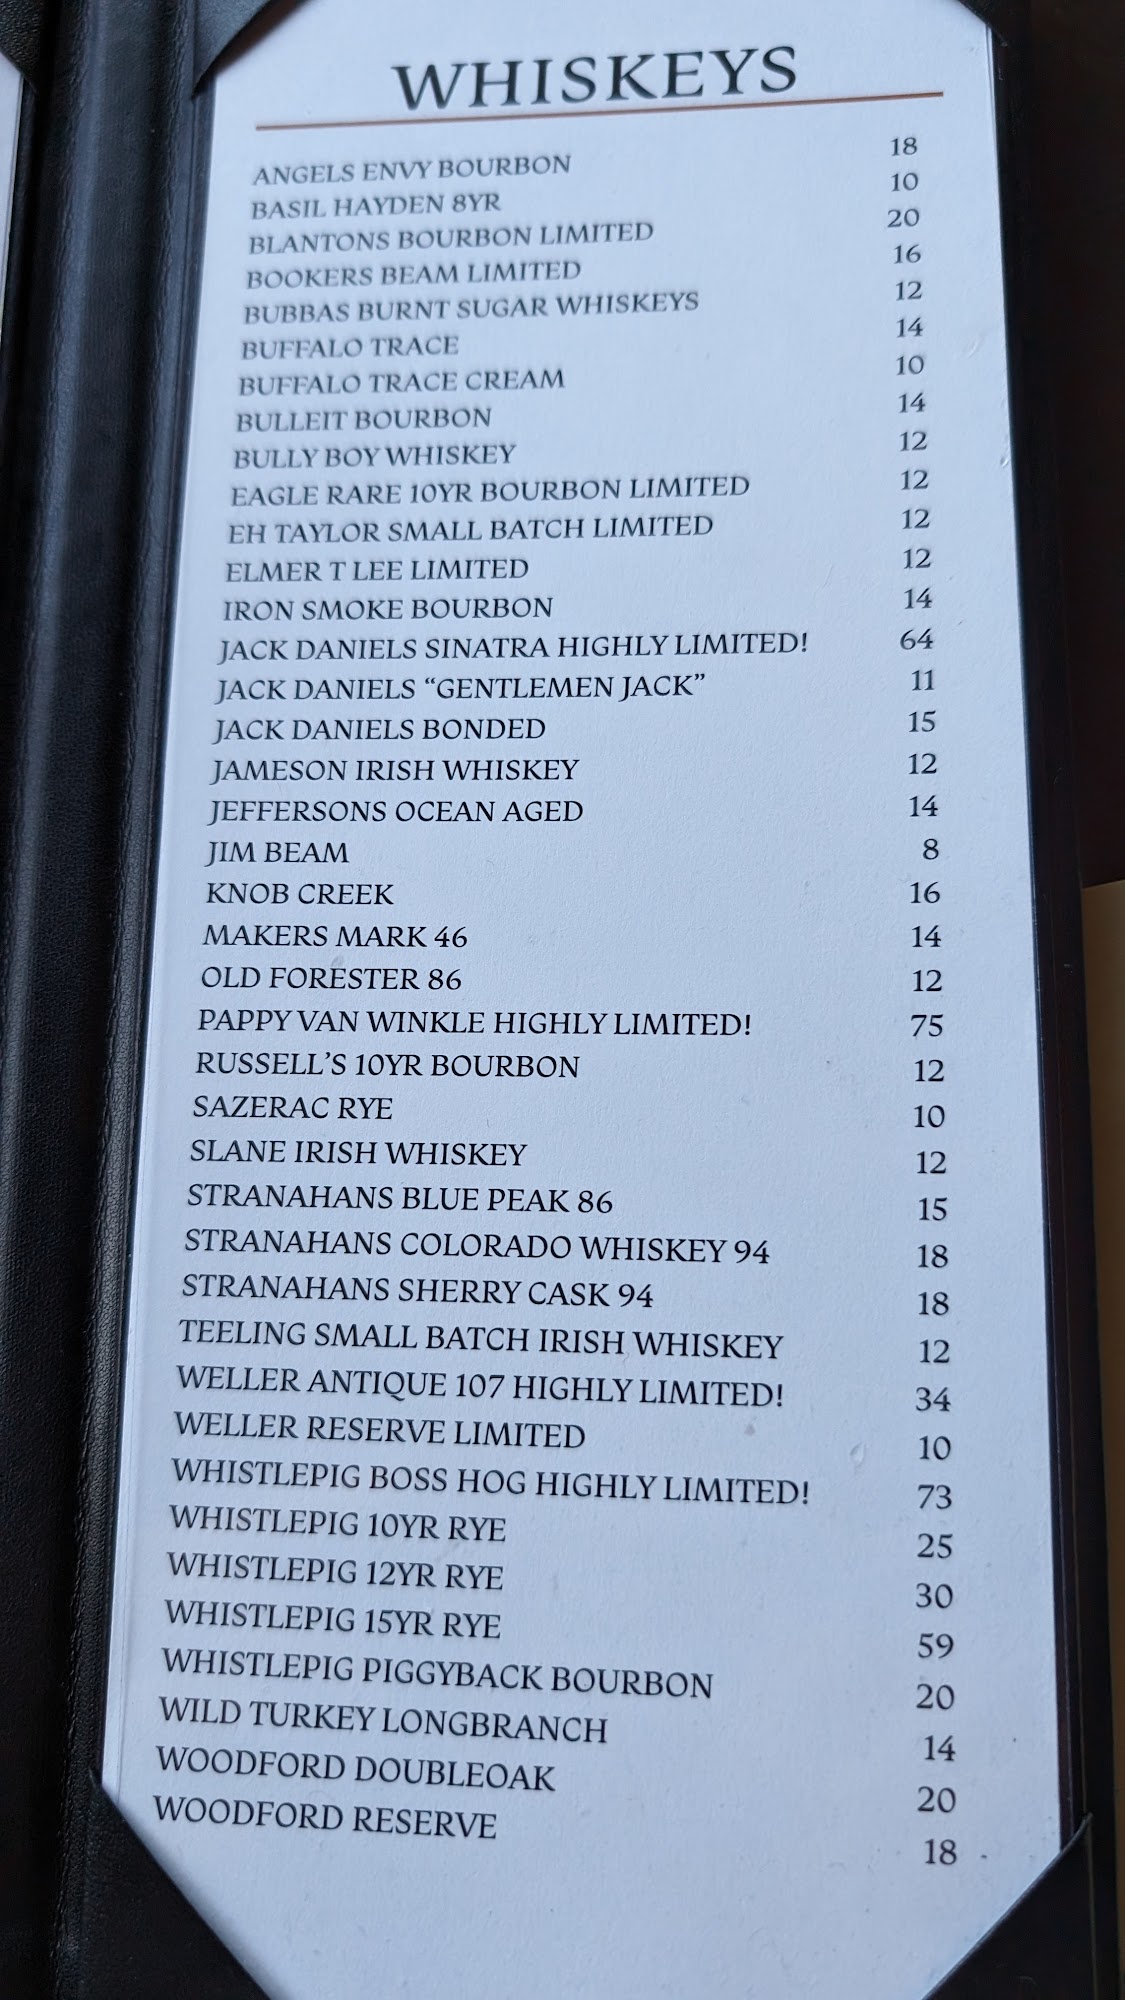 WHISKEYS
ANGELS ENVY BOURBON 18
BASIL HAYDEN 8YR 10
BLANTONS BOURBON LIMITED 20
BOOKERS BEAM LIMITED 16
BUBBAS BURNT SUGAR WHISKEYS 12
BUFFALO TRACE 14
BUFFALO TRACE CREAM 10
BULLEIT BOURBON 14
BULLY BOY WHISKEY 12
EAGLE RARE 10YR BOURBON LIMITED 12
EH TAYLOR SMALL BATCH LIMITED 12
ELMER T LEE LIMITED 12
IRON SMOKE BOURBON 14
JACK DANIELS SINATRA HIGHLY LIMITED! 64
JACK DANIELS “GENTLEMEN JACK” 11
JACK DANIELS BONDED 15
JAMESON IRISH WHISKEY 12
JEFFERSONS OCEAN AGED 14
JIM BEAM 8
KNOB CREEK 16
MAKERS MARK 46 14
OLD FORESTER 86 12
PAPPY VAN WINKLE HIGHLY LIMITED! 75
RUSSELL’S 10YR BOURBON 12
SAZERAC RYE 10
SLANE IRISH WHISKEY 12
STRANAHANS BLUE PEAK 86 15
STRANAHANS COLORADO WHISKEY 94 18
STRANAHANS SHERRY CASK 94 18
TEELING SMALL BATCH IRISH WHISKEY 12
WELLER ANTIQUE 107 HIGHLY LIMITED! 34
WELLER RESERVE LIMITED 10
WHISTLEPIG BOSS HOG HIGHLY LIMITED! 73
WHISTLEPIG 10YR RYE 25
WHISTLEPIG 12YR RYE 30
WHISTLEPIG 15YR RYE 59
WHISTLEPIG PIGGYBACK BOURBON 20
WILD TURKEY LONGBRANCH 14
WOODFORD DOUBLEOAK 20
WOODFORD RESERVE 18